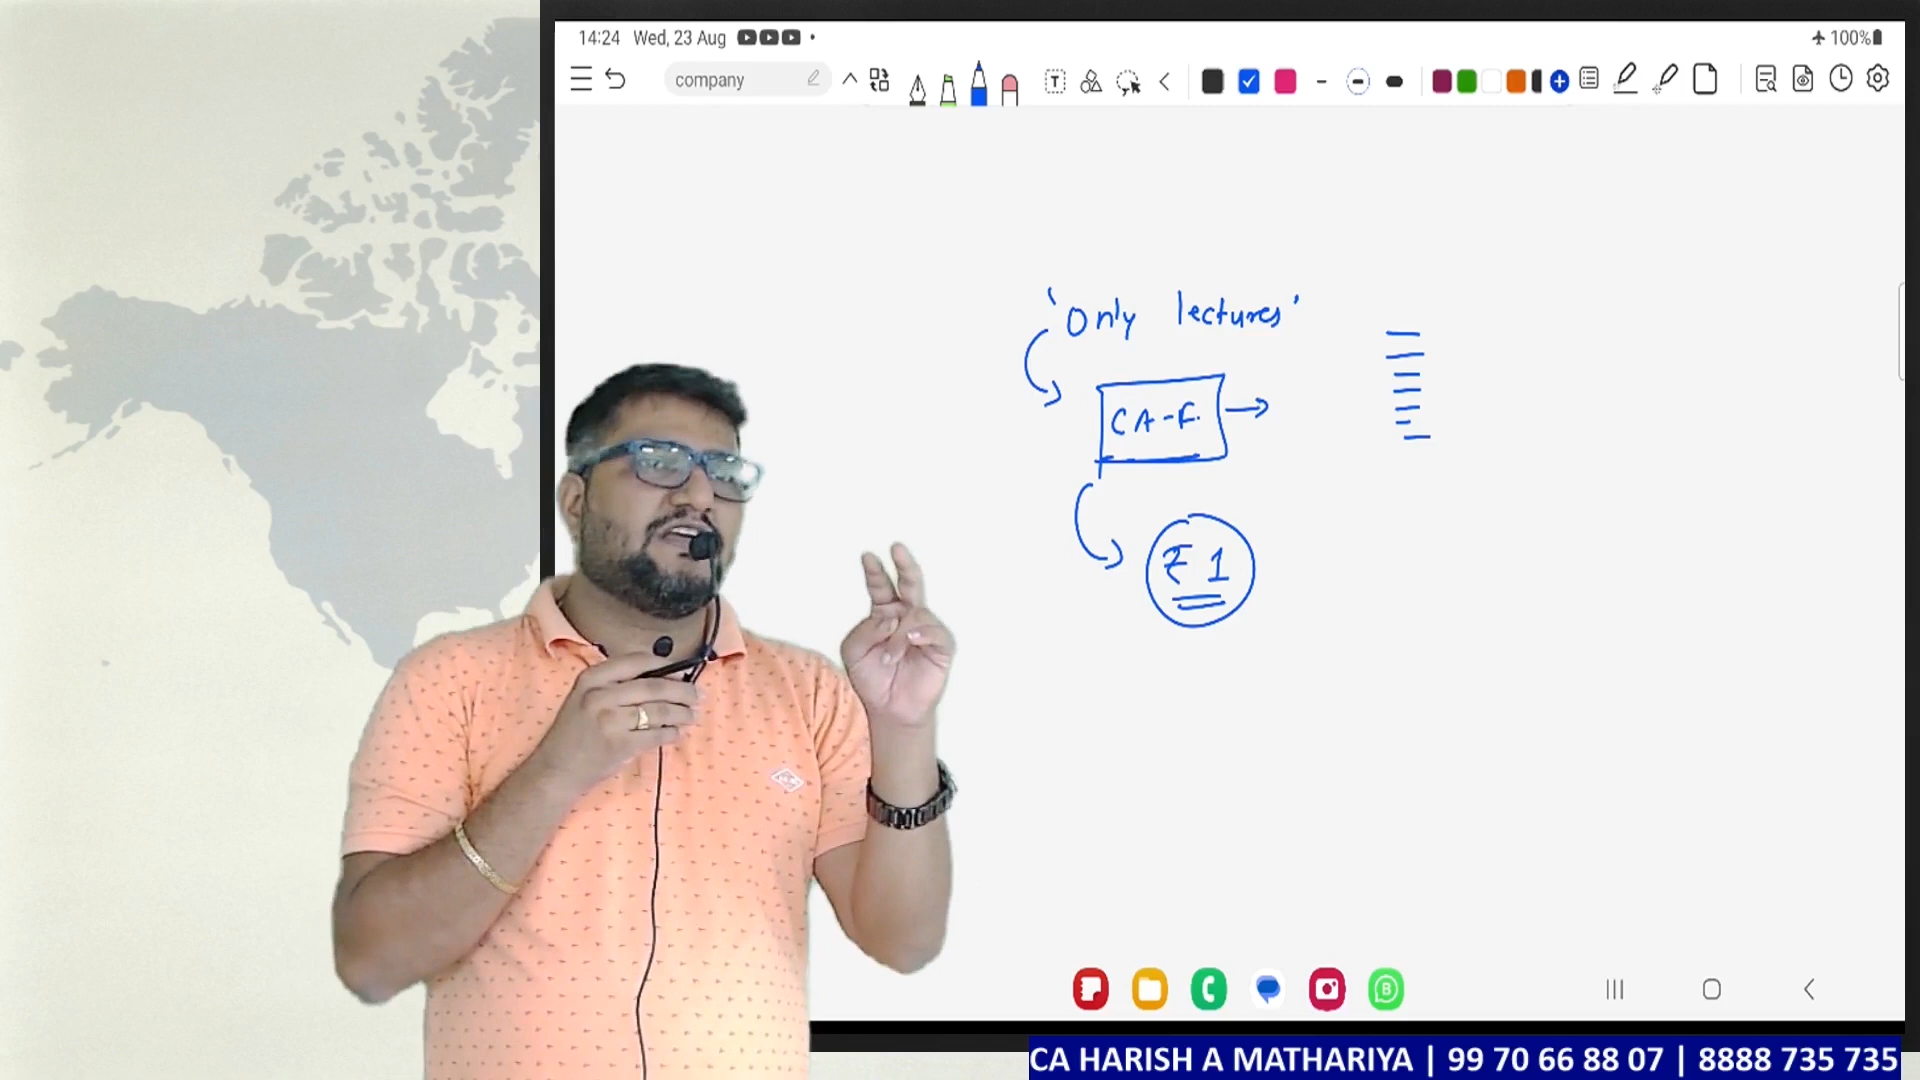 14:24 Wed, 23 Aug
100%
company
T
'Only lectures'
CA-F.
₹ 1
B
CA HARISH A MATHARIYA | 99 70 66 88 07 | 8888 735 735